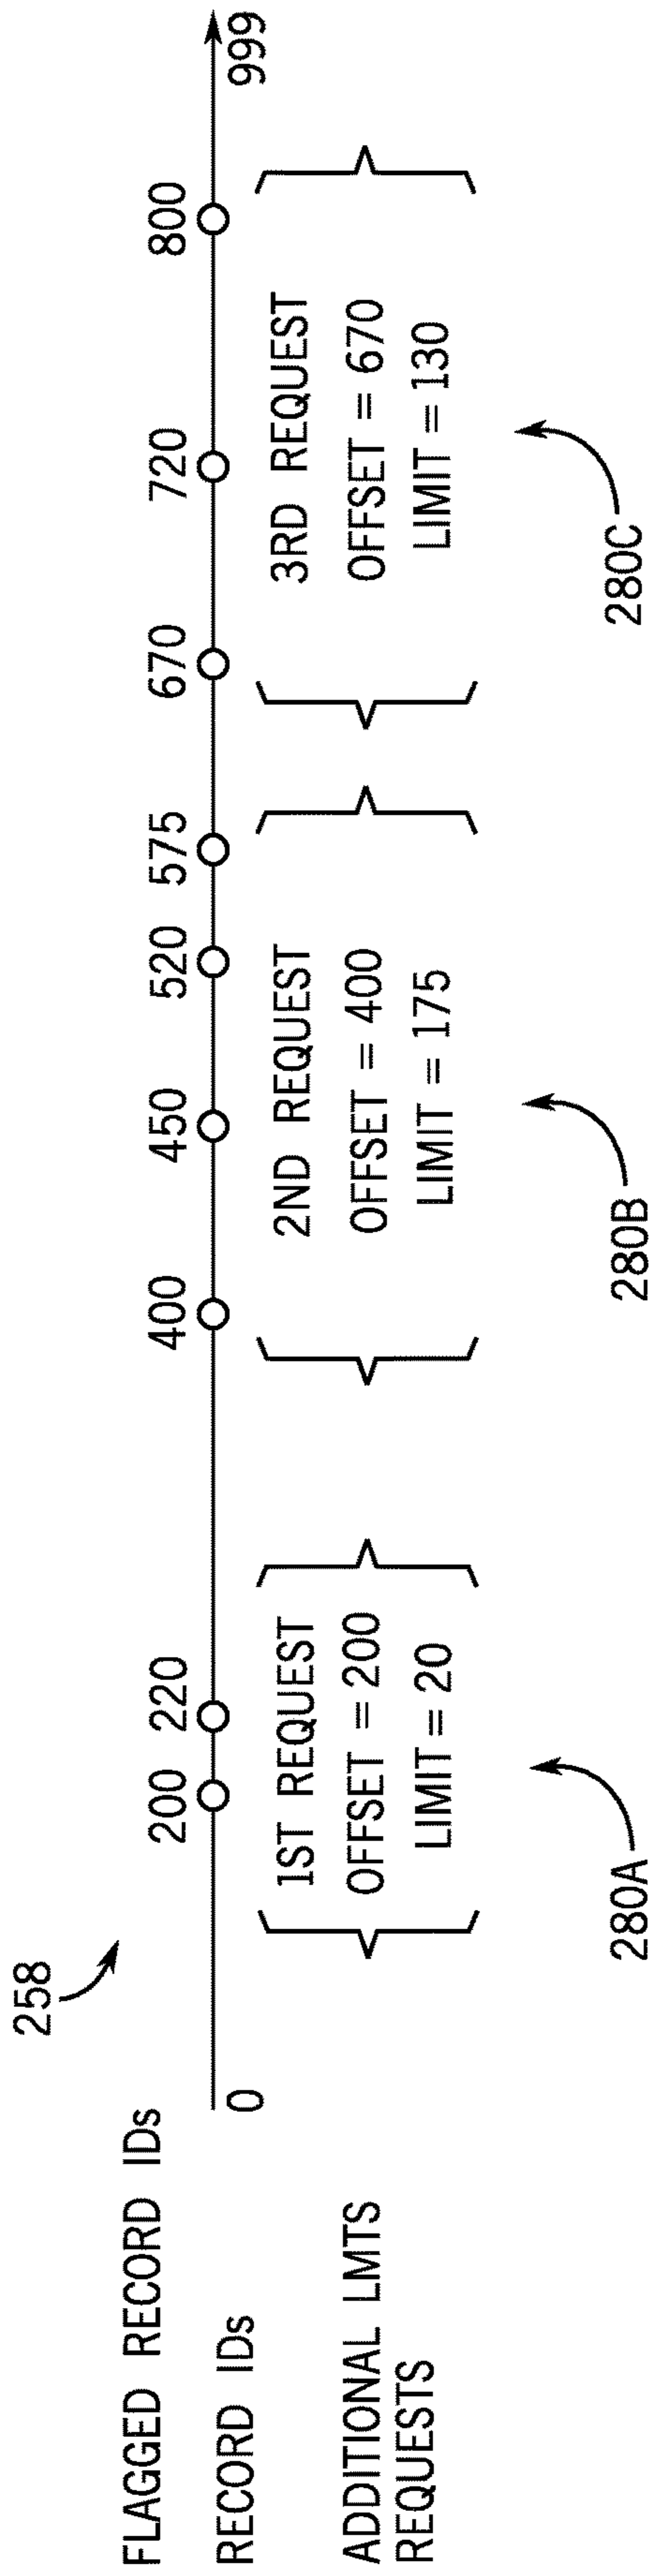 258
FLAGGED RECORD IDs
200
220
400
450
520
575
670
720
800
RECORD IDs
0
999
ADDITIONAL LMTS
REQUESTS
1ST REQUEST
OFFSET = 200
LIMIT = 20
2ND REQUEST
OFFSET = 400
LIMIT = 175
3RD REQUEST
OFFSET = 670
LIMIT = 130
280A
280B
280C